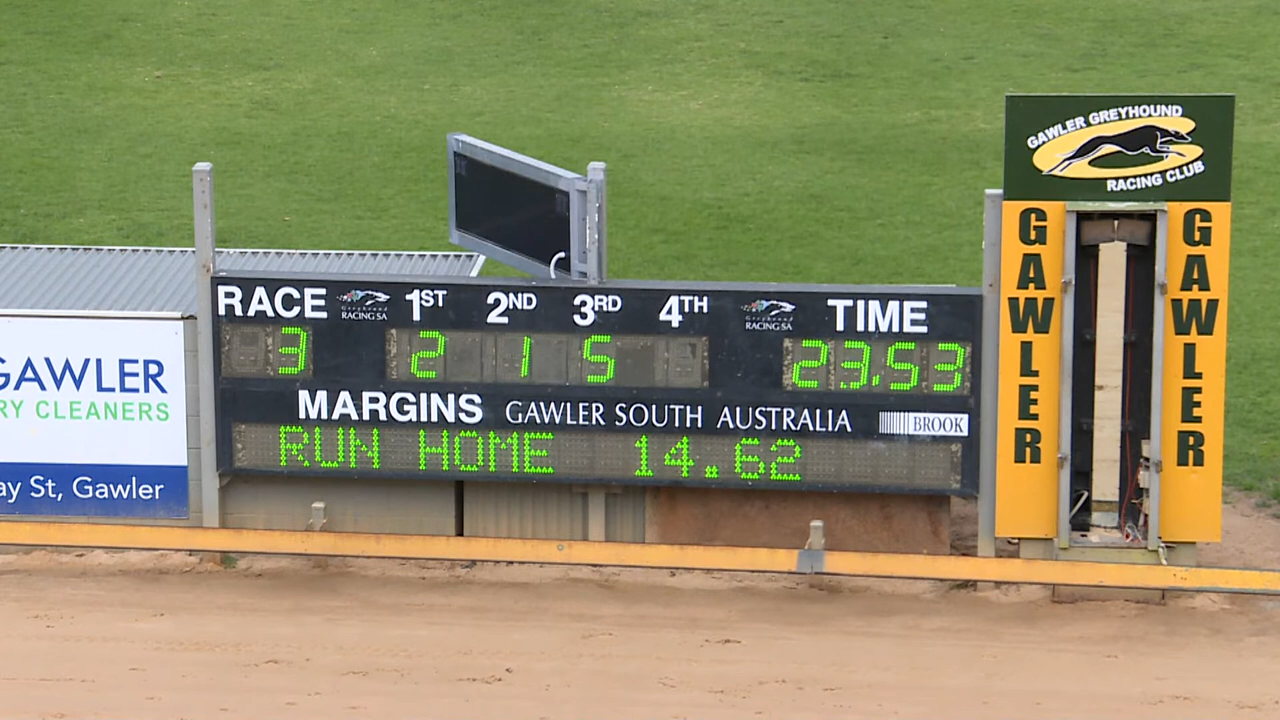 GAWLER GREYHOUND
RACING CLUB
GAWLER
GAWLER
RACE 1ST 2ND 3RD 4TH TIME
Greyhound
RACING SA
Greyhound
RACING SA
3 2 1 5 23.53
MARGINS GAWLER SOUTH AUSTRALIA BROOK
RUN HOME 14.62
GAWLER
RY CLEANERS
ay St, Gawler